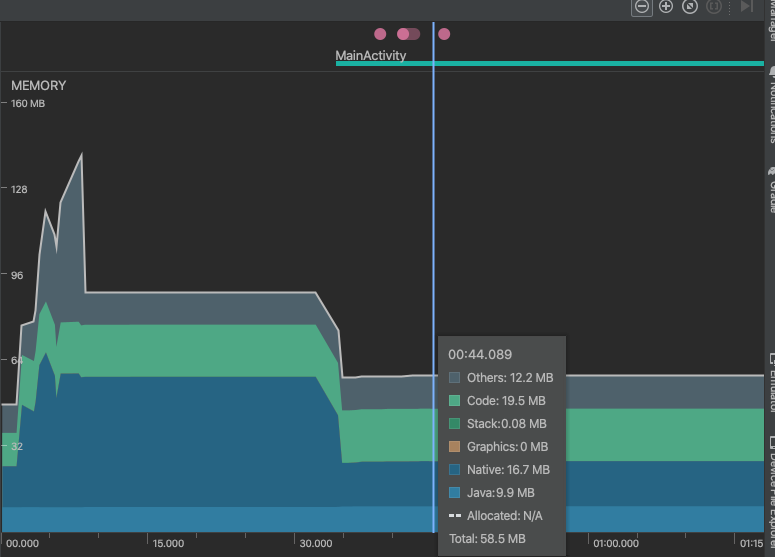 MainActivity
MEMORY
160 MB
128
96
64
32
00:44.089
Others: 12.2 MB
Code: 19.5 MB
Stack:0.08 MB
Graphics: 0 MB
Native: 16.7 MB
Java:9.9 MB
Allocated: N/A
Total: 58.5 MB
00.000
15.000
30.000
01:00.000
01:15
Notifications
Gradle
Emulator
Device File Explorer